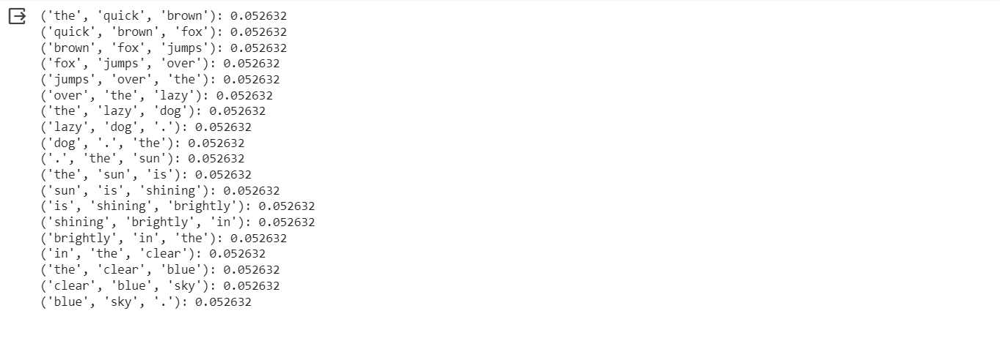 ('the', 'quick', 'brown'): 0.052632
('quick', 'brown', 'fox'): 0.052632
('brown', 'fox', 'jumps'): 0.052632
('fox', 'jumps', 'over'): 0.052632
('jumps', 'over', 'the'): 0.052632
('over', 'the', 'lazy'): 0.052632
('the', 'lazy', 'dog'): 0.052632
('lazy', 'dog', '.'): 0.052632
('dog', '.', 'the'): 0.052632
('.', 'the', 'sun'): 0.052632
('the', 'sun', 'is'): 0.052632
('sun', 'is', 'shining'): 0.052632
('is', 'shining', 'brightly'): 0.052632
('shining', 'brightly', 'in'): 0.052632
('brightly', 'in', 'the'): 0.052632
('in', 'the', 'clear'): 0.052632
('the', 'clear', 'blue'): 0.052632
('clear', 'blue', 'sky'): 0.052632
('blue', 'sky', '.'): 0.052632